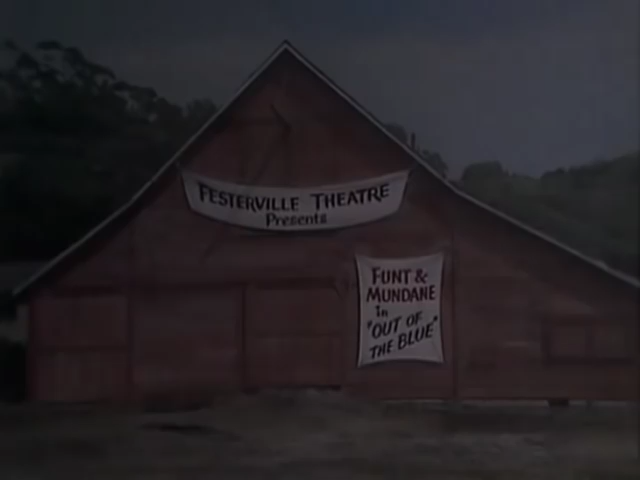 FESTERVILLE THEATRE
Presents
FUNT &
MUNDANE
in
"OUT OF
THE BLUE"